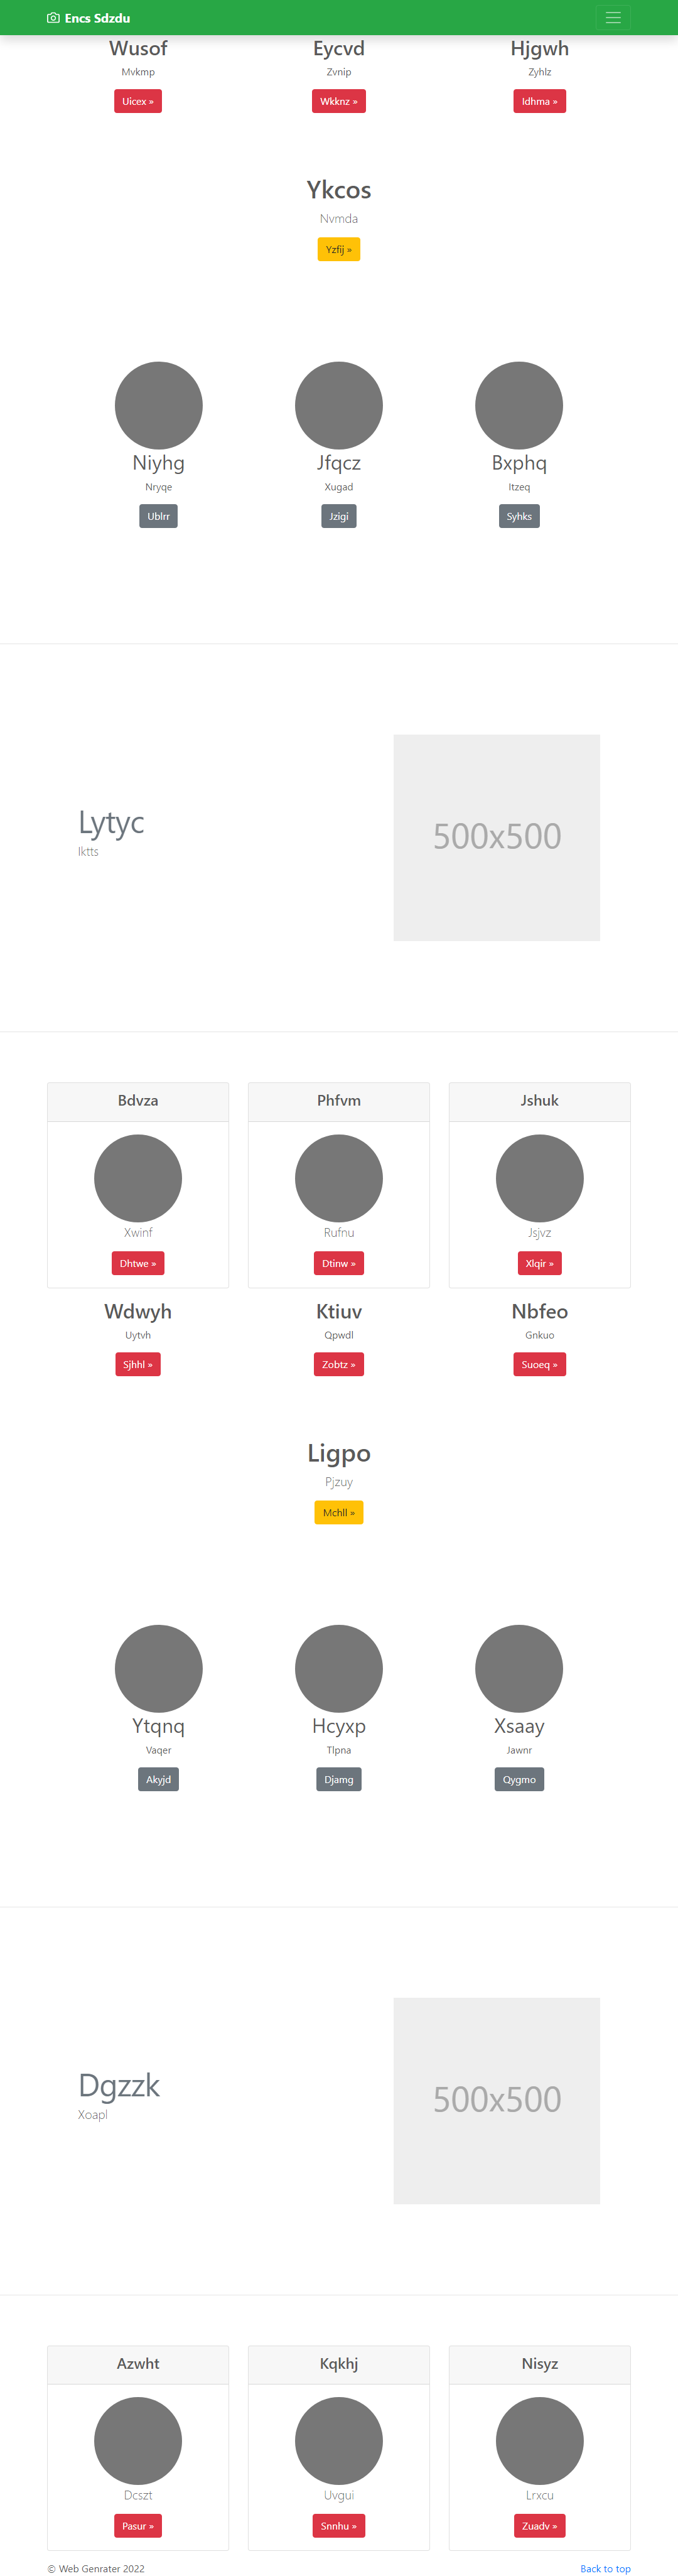 Encs Sdzdu
Wusof Eycvd Hjgwh
Mvkmp Zvnip Zyhlz
Uicex » Wkknz » Idhma »
Ykcos
Nvmda
Yzfij »
Niyhg Jfqcz Bxphq
Nryqe Xugad Itzeq
Ublrr Jzigi Syhks
Lytyc
Iktts
500x500
Bdvza Phfvm Jshuk
Xwinf Rufnu Jsjvz
Dhtwe » Dtinw » Xlqir »
Wdwyh Ktiuv Nbfeo
Uytvh Qpwdl Gnkuo
Sjhhl » Zobtz » Suoeq »
Ligpo
Pjzuy
Mchll »
Ytqnq Hcyxp Xsaay
Vaqer Tlpna Jawnr
Akyjd Djamg Qygmo
Dgzzk
Xoapl
500x500
Azwht Kqkhj Nisyz
Dcszt Uvgui Lrxcu
Pasur » Snnhu » Zuadv »
© Web Genrater 2022 Back to top